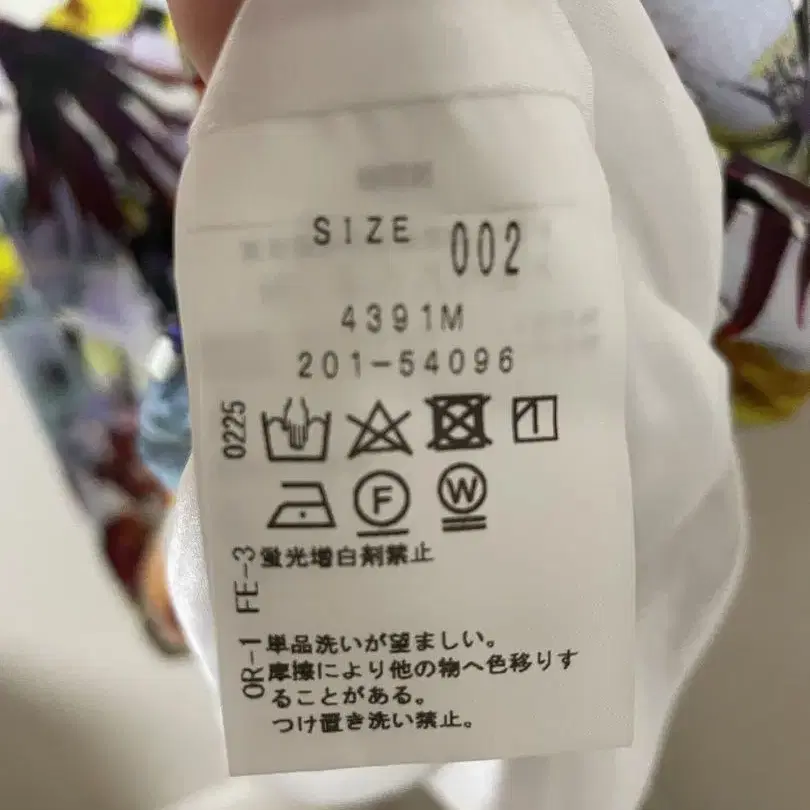 SIZE 002
4391M
201-54096
0225
F
W
FE-3
蛍光増白剤禁止
OR-1
単品洗いが望ましい。
摩擦により他の物へ色移りす
ることがある。
つけ置き洗い禁止。